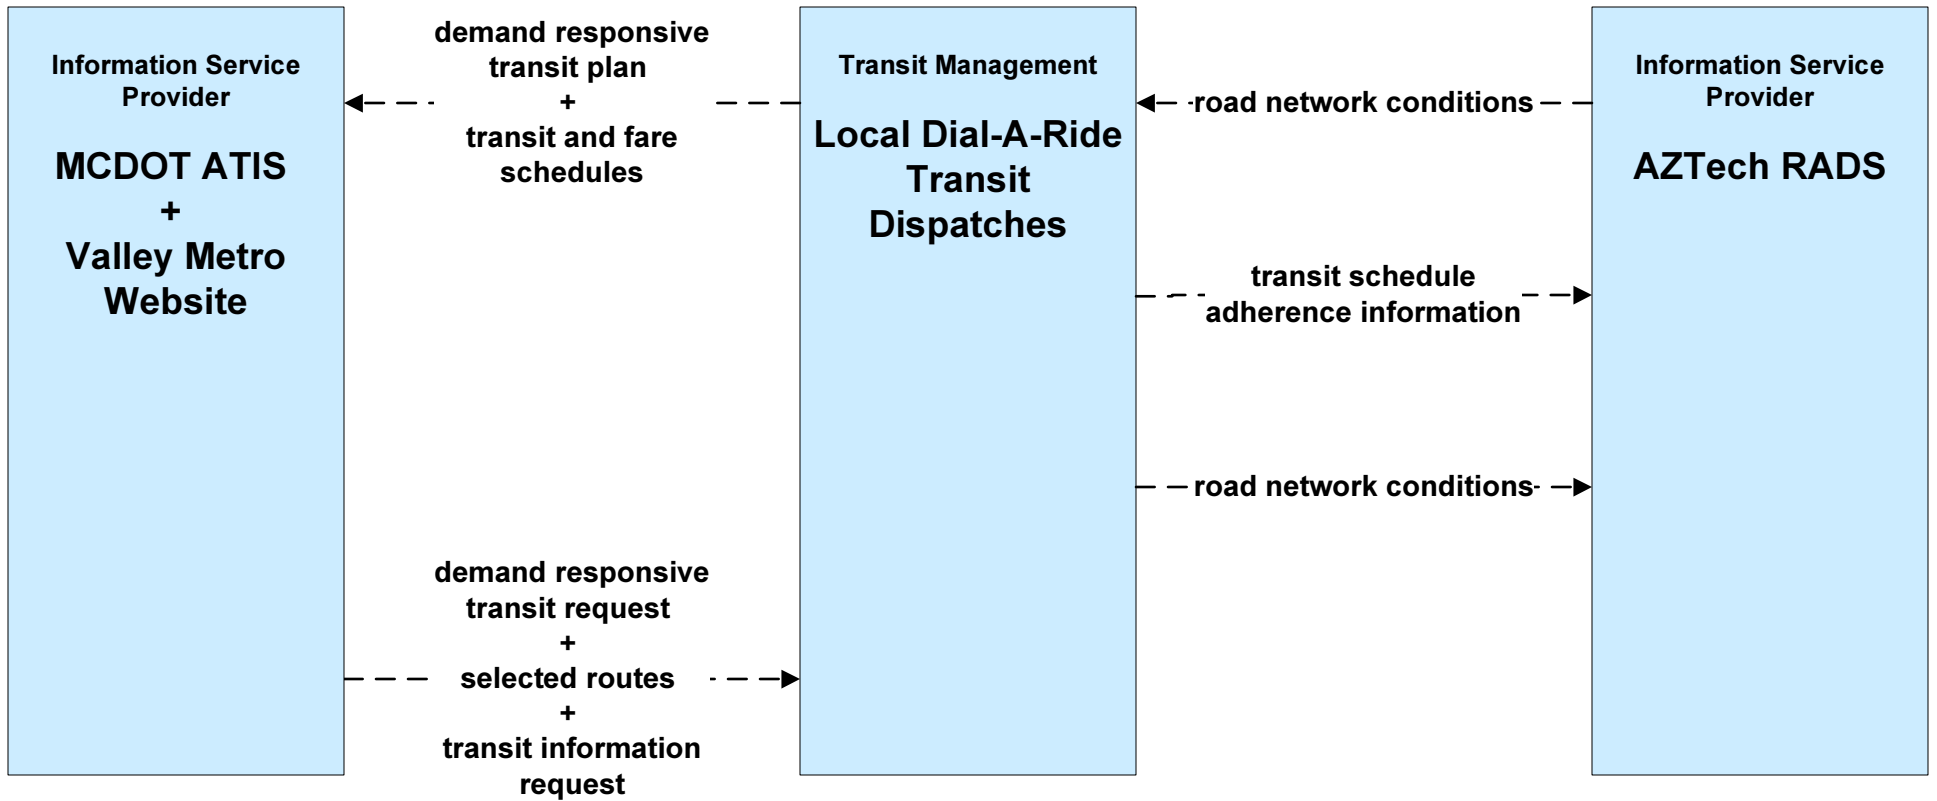 Information Service
Provider
MCDOT ATIS
+
Valley Metro
Website
demand responsive
transit plan
+
transit and fare
schedules
demand responsive
transit request
+
selected routes
+
transit information
request
Transit Management
Local Dial-A-Ride
Transit
Dispatches
road network conditions
transit schedule
adherence information
road network conditions
Information Service
Provider
AZTech RADS